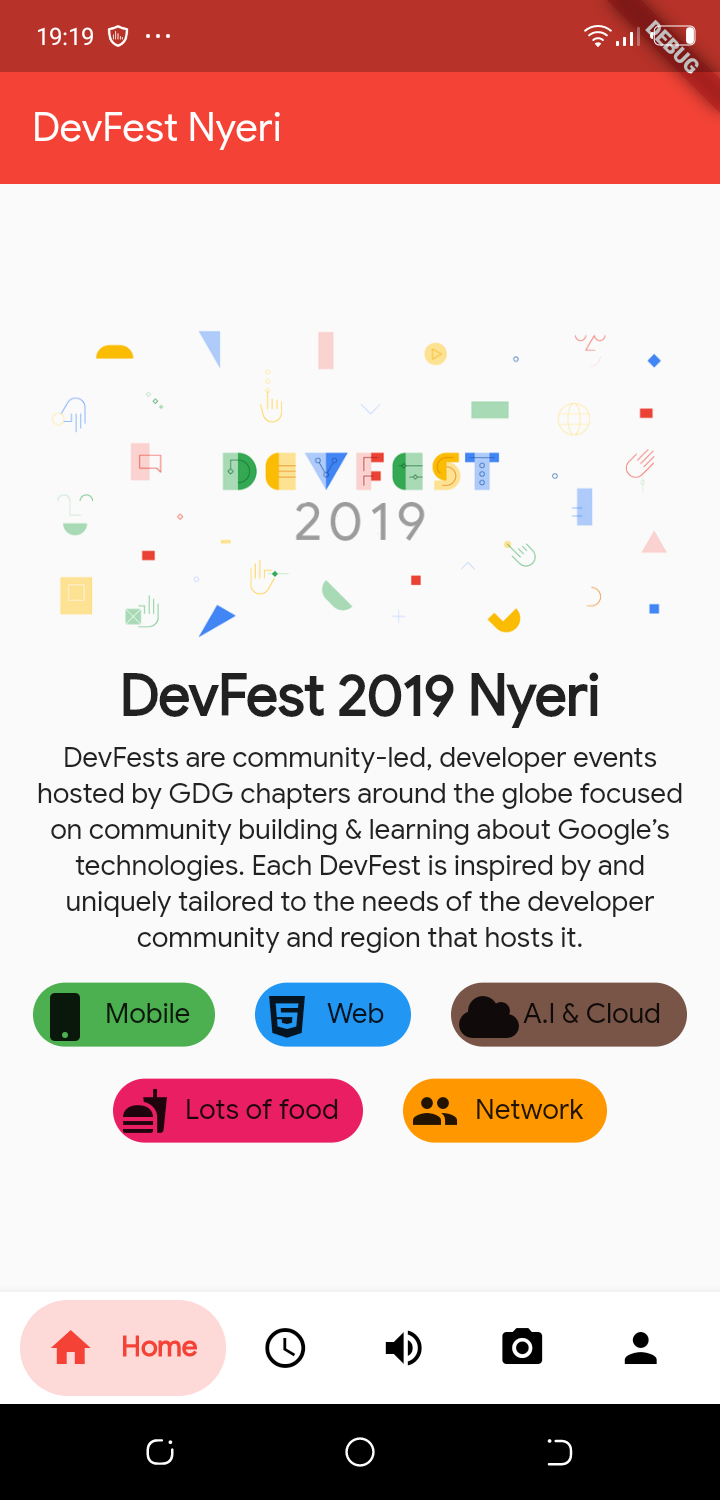 19:19
DEBUG
DevFest Nyeri
DEVFEST
2019
DevFest 2019 Nyeri
DevFests are community-led, developer events
hosted by GDG chapters around the globe focused
on community building & learning about Google’s
technologies. Each DevFest is inspired by and
uniquely tailored to the needs of the developer
community and region that hosts it.
Mobile
Web
A.I & Cloud
Lots of food
Network
Home